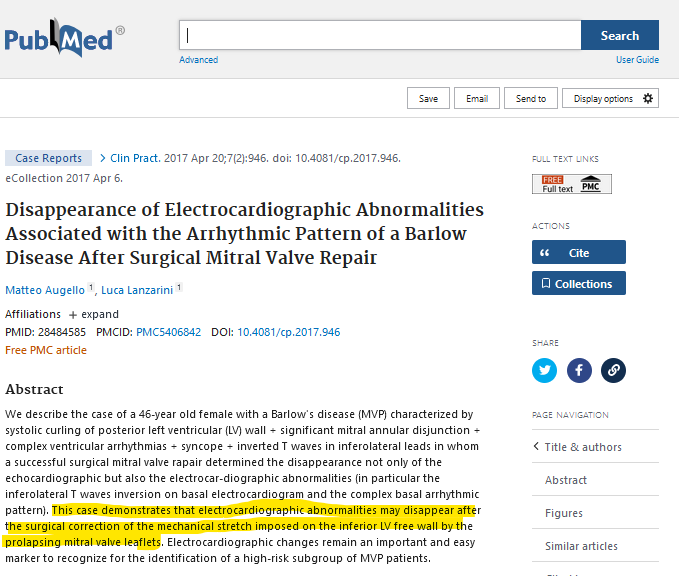 PubMed®
Search
Advanced
User Guide
Save
Email
Send to
Display options
Case Reports
> Clin Pract. 2017 Apr 20;7(2):946. doi: 10.4081/cp.2017.946.
eCollection 2017 Apr 6.
Disappearance of Electrocardiographic Abnormalities
Associated with the Arrhythmic Pattern of a Barlow
Disease After Surgical Mitral Valve Repair
Matteo Augello 1, Luca Lanzarini 1
Affiliations + expand
PMID: 28484585 PMCID: PMC5406842 DOI: 10.4081/cp.2017.946
Free PMC article
Abstract
We describe the case of a 46-year old female with a Barlow's disease (MVP) characterized by
systolic curling of posterior left ventricular (LV) wall + significant mitral annular disjunction +
complex ventricular arrhythmias + syncope + inverted T waves in inferolateral leads in whom
a successful surgical mitral valve rapair determined the disappearance not only of the
echocardiographic but also the electrocar-diographic abnormalities (in particular the
inferolateral T waves inversion on basal electrocardiogram and the complex basal arrhythmic
pattern). This case demonstrates that electrocardiographic abnormalities may disappear after
the surgical correction of the mechanical stretch imposed on the inferior LV free wall by the
prolapsing mitral valve leaflets. Electrocardiographic changes remain an important and easy
marker to recognize for the identification of a high-risk subgroup of MVP patients.
FULL TEXT LINKS
FREE
Full text
PMC
ACTIONS
Cite
Collections
SHARE
PAGE NAVIGATION
< Title & authors
Abstract
Figures
Similar articles